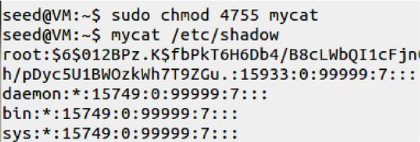 seed@VM:~$ sudo chmod 4755 mycat
seed@VM:~$ mycat /etc/shadow
root:$6$012BPz.K$fbPkT6H6Db4/B8cLWbQI1cFjn
h/pDyc5U1BWOzkWh7T9ZGu.:15933:0:99999:7:::
daemon:*:15749:0:99999:7:::
bin:*:15749:0:99999:7:::
sys:*:15749:0:99999:7:::